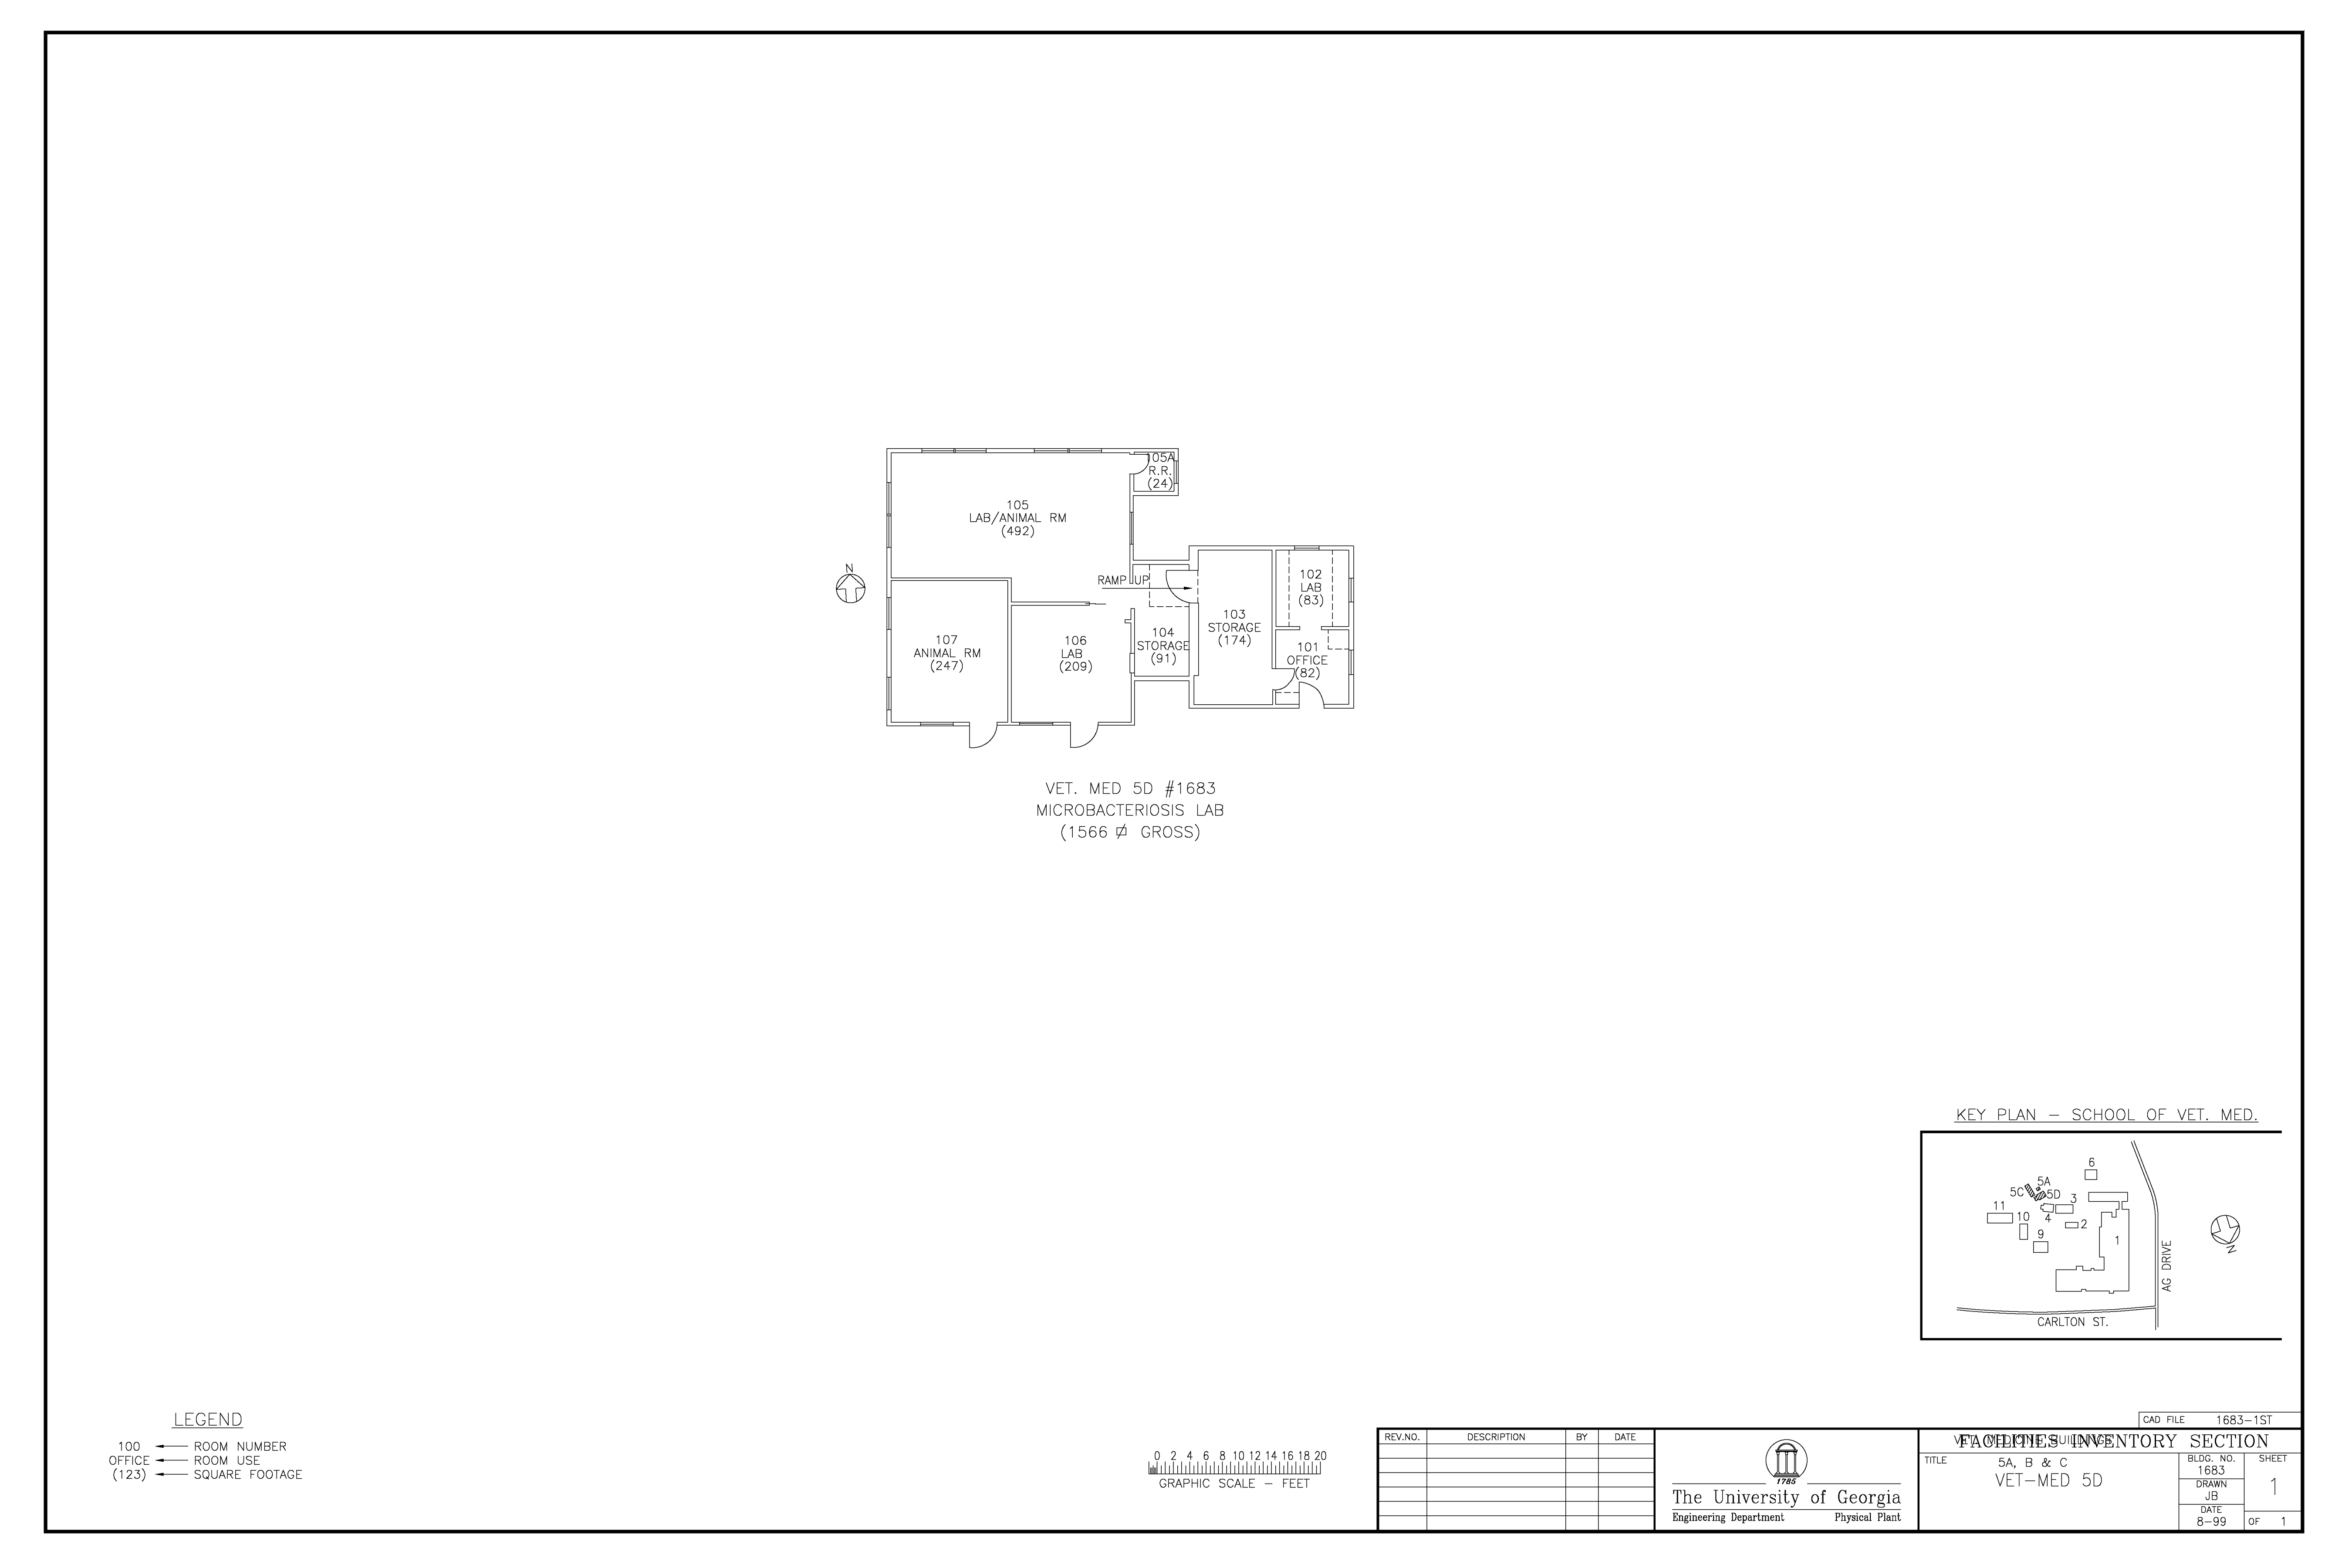 105A
R.R.
(24)
105
LAB/ANIMAL RM
(492)
N
RAMP UP
102
LAB
(83)
103
STORAGE
(174)
104
STORAGE
(91)
101
OFFICE
(82)
107
ANIMAL RM
(247)
106
LAB
(209)
VET. MED 5D #1683
MICROBACTERIOSIS LAB
(1566 GROSS)
KEY PLAN - SCHOOL OF VET. MED.
6
5A
5C
5D
3
11
10
4
2
9
1
N
AG DRIVE
CARLTON ST.
LEGEND
100 ROOM NUMBER
OFFICE ROOM USE
(123) SQUARE FOOTAGE
0 2 4 6 8 10 12 14 16 18 20
GRAPHIC SCALE - FEET
REV.NO. DESCRIPTION BY DATE
1785
The University of Georgia
Engineering Department Physical Plant
CAD FILE 1683-1ST
VET. MEDICINE BUILDINGS
FACILITIES INVENTORY SECTION
TITLE
5A, B & C
VET-MED 5D
BLDG. NO.
1683
DRAWN
JB
DATE
8-99
SHEET
1
OF 1